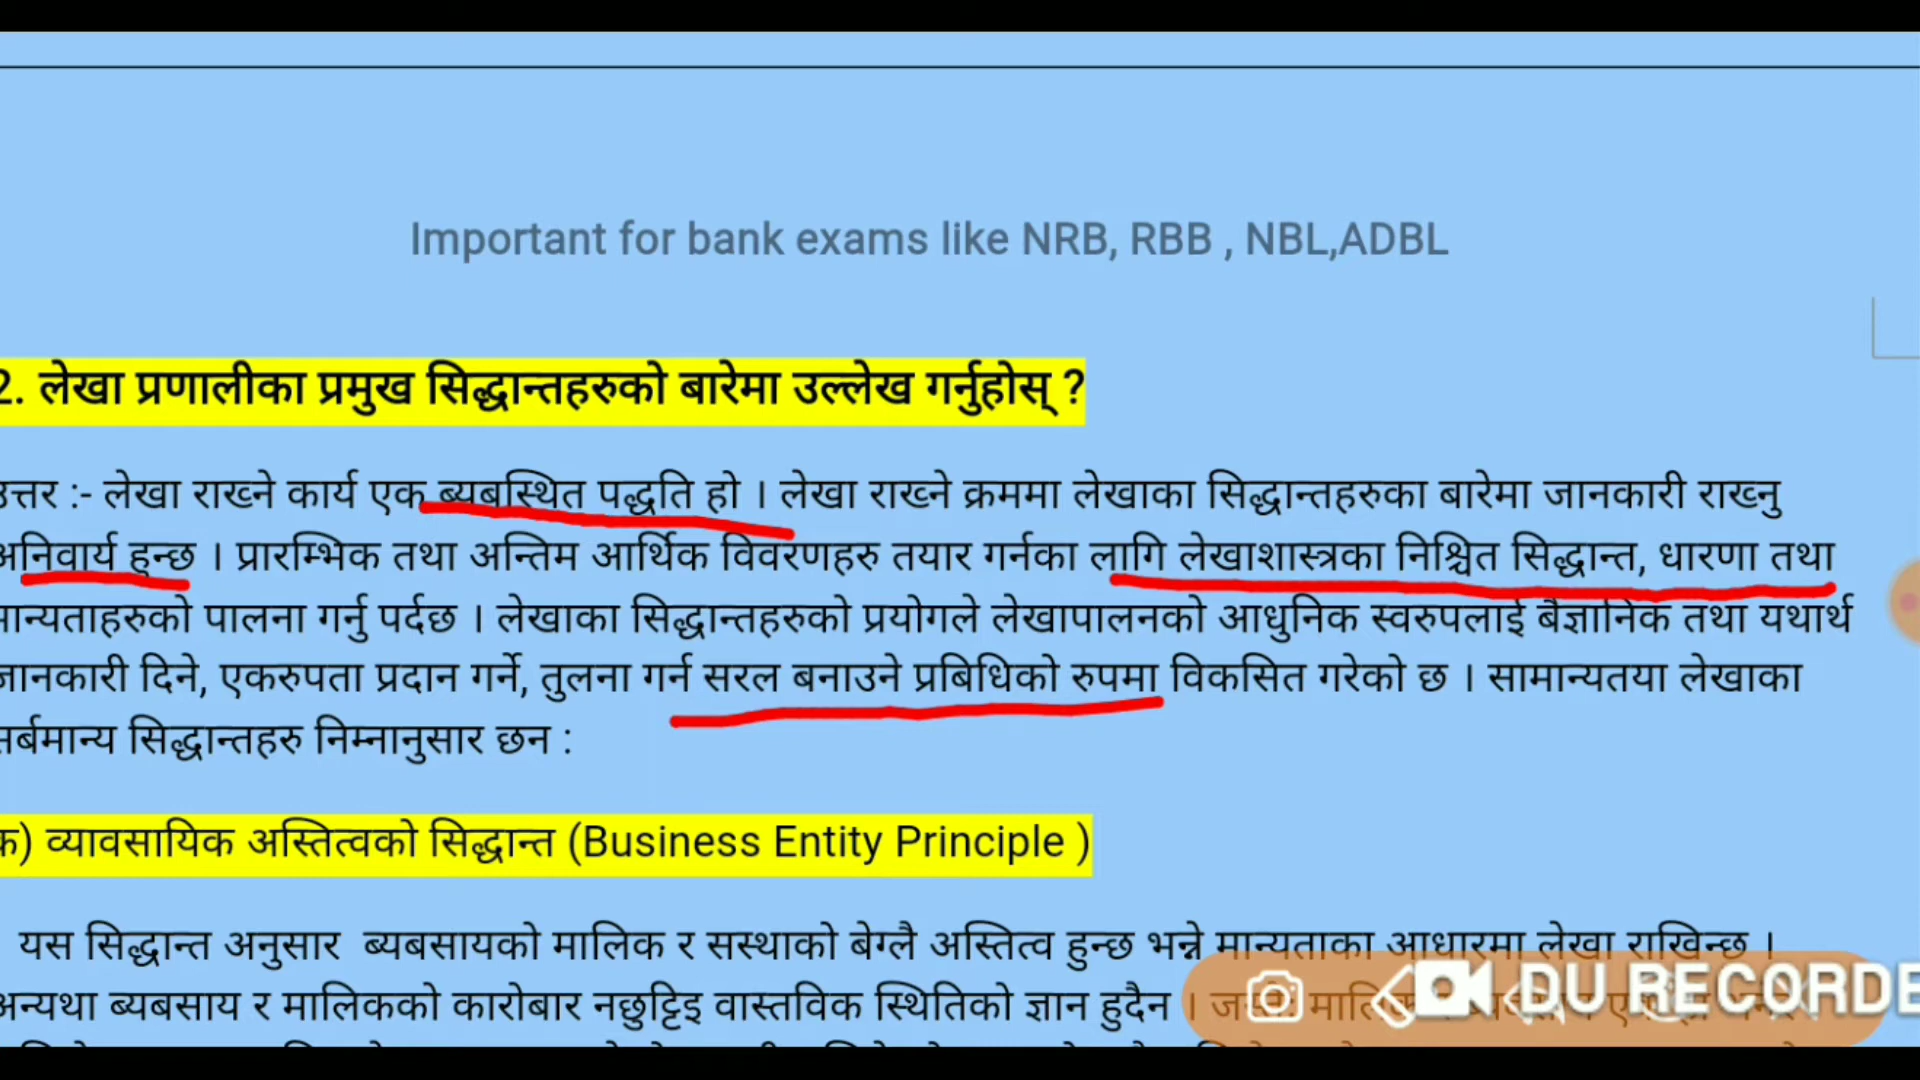 Important for bank exams like NRB, RBB , NBL,ADBL
2. लेखा प्रणालीका प्रमुख सिद्धान्तहरुको बारेमा उल्लेख गर्नुहोस् ?
उत्तर :- लेखा राख्ने कार्य एक ब्यबस्थित पद्धति हो । लेखा राख्ने क्रममा लेखाका सिद्धान्तहरुका बारेमा जानकारी राख्नु
अनिवार्य हुन्छ । प्रारम्भिक तथा अन्तिम आर्थिक विवरणहरु तयार गर्नका लागि लेखाशास्त्रका निश्चित सिद्धान्त, धारणा तथा
मान्यताहरुको पालना गर्नु पर्दछ । लेखाका सिद्धान्तहरुको प्रयोगले लेखापालनको आधुनिक स्वरुपलाई बैज्ञानिक तथा यथार्थ
जानकारी दिने, एकरुपता प्रदान गर्ने, तुलना गर्न सरल बनाउने प्रबिधिको रुपमा विकसित गरेको छ । सामान्यतया लेखाका
सर्बमान्य सिद्धान्तहरु निम्नानुसार छन :
क) व्यावसायिक अस्तित्वको सिद्धान्त (Business Entity Principle )
यस सिद्धान्त अनुसार ब्यबसायको मालिक र सस्थाको बेग्लै अस्तित्व हुन्छ भन्ने मान्यताका आधारमा लेखा राखिन्छ ।
अन्यथा ब्यबसाय र मालिकको कारोबार नछुट्टिइ वास्तविक स्थितिको ज्ञान हुदैन ।
DU RECORDE